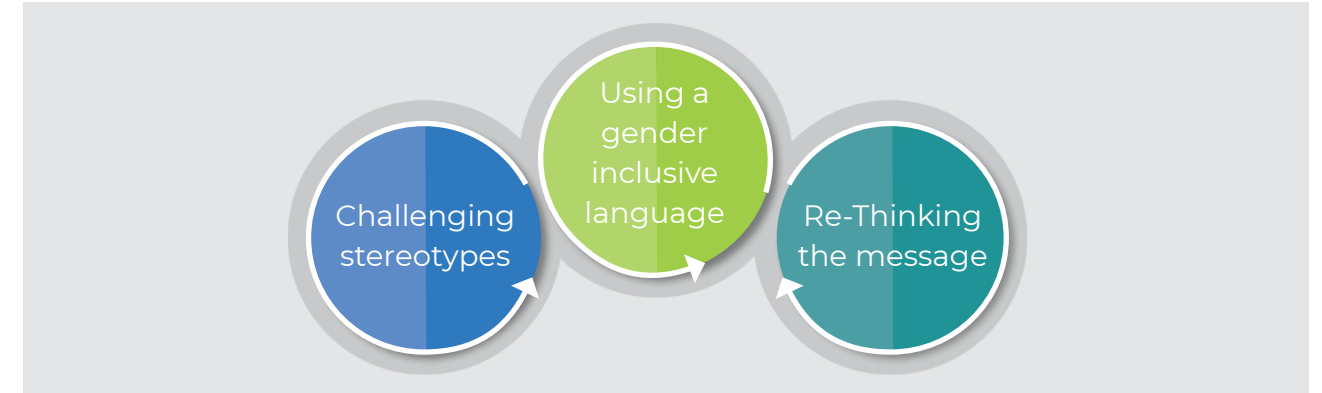 Challenging
stereotypes
Using a
gender
inclusive
language
Re-Thinking
the message